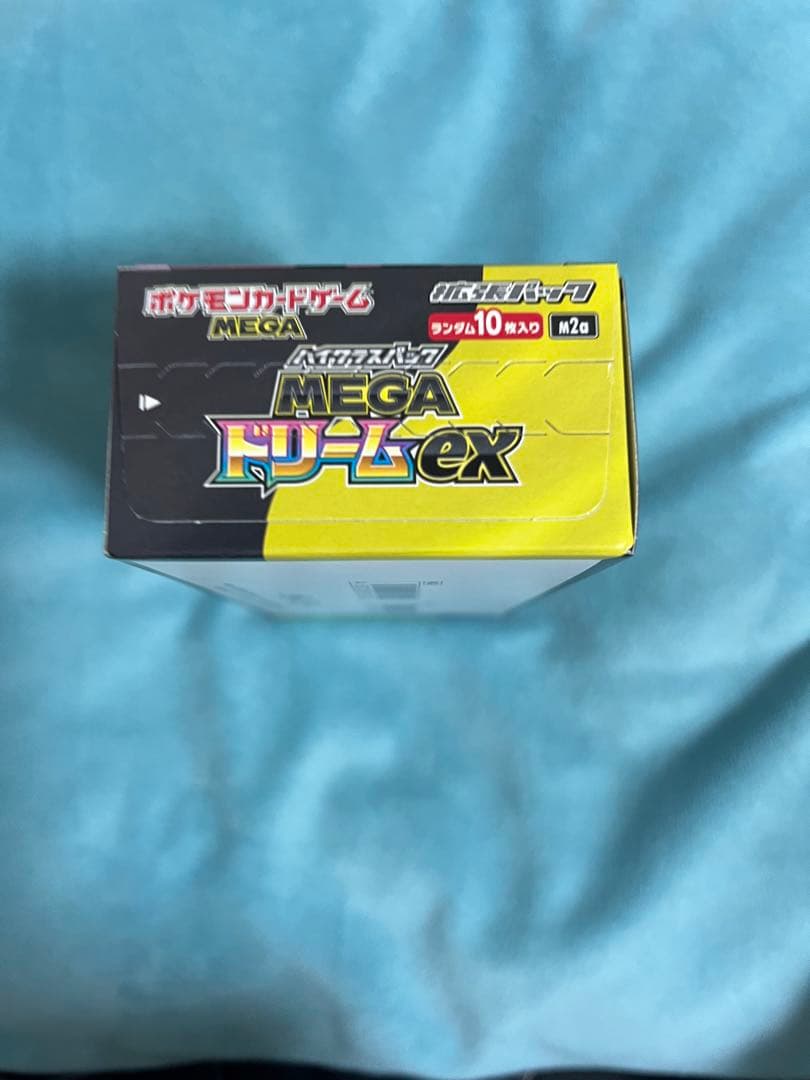 ポケモンカードゲーム
MEGA
拡張パック
ランダム10枚入り M2a
ハイクラスパック
MEGA
ドリームex